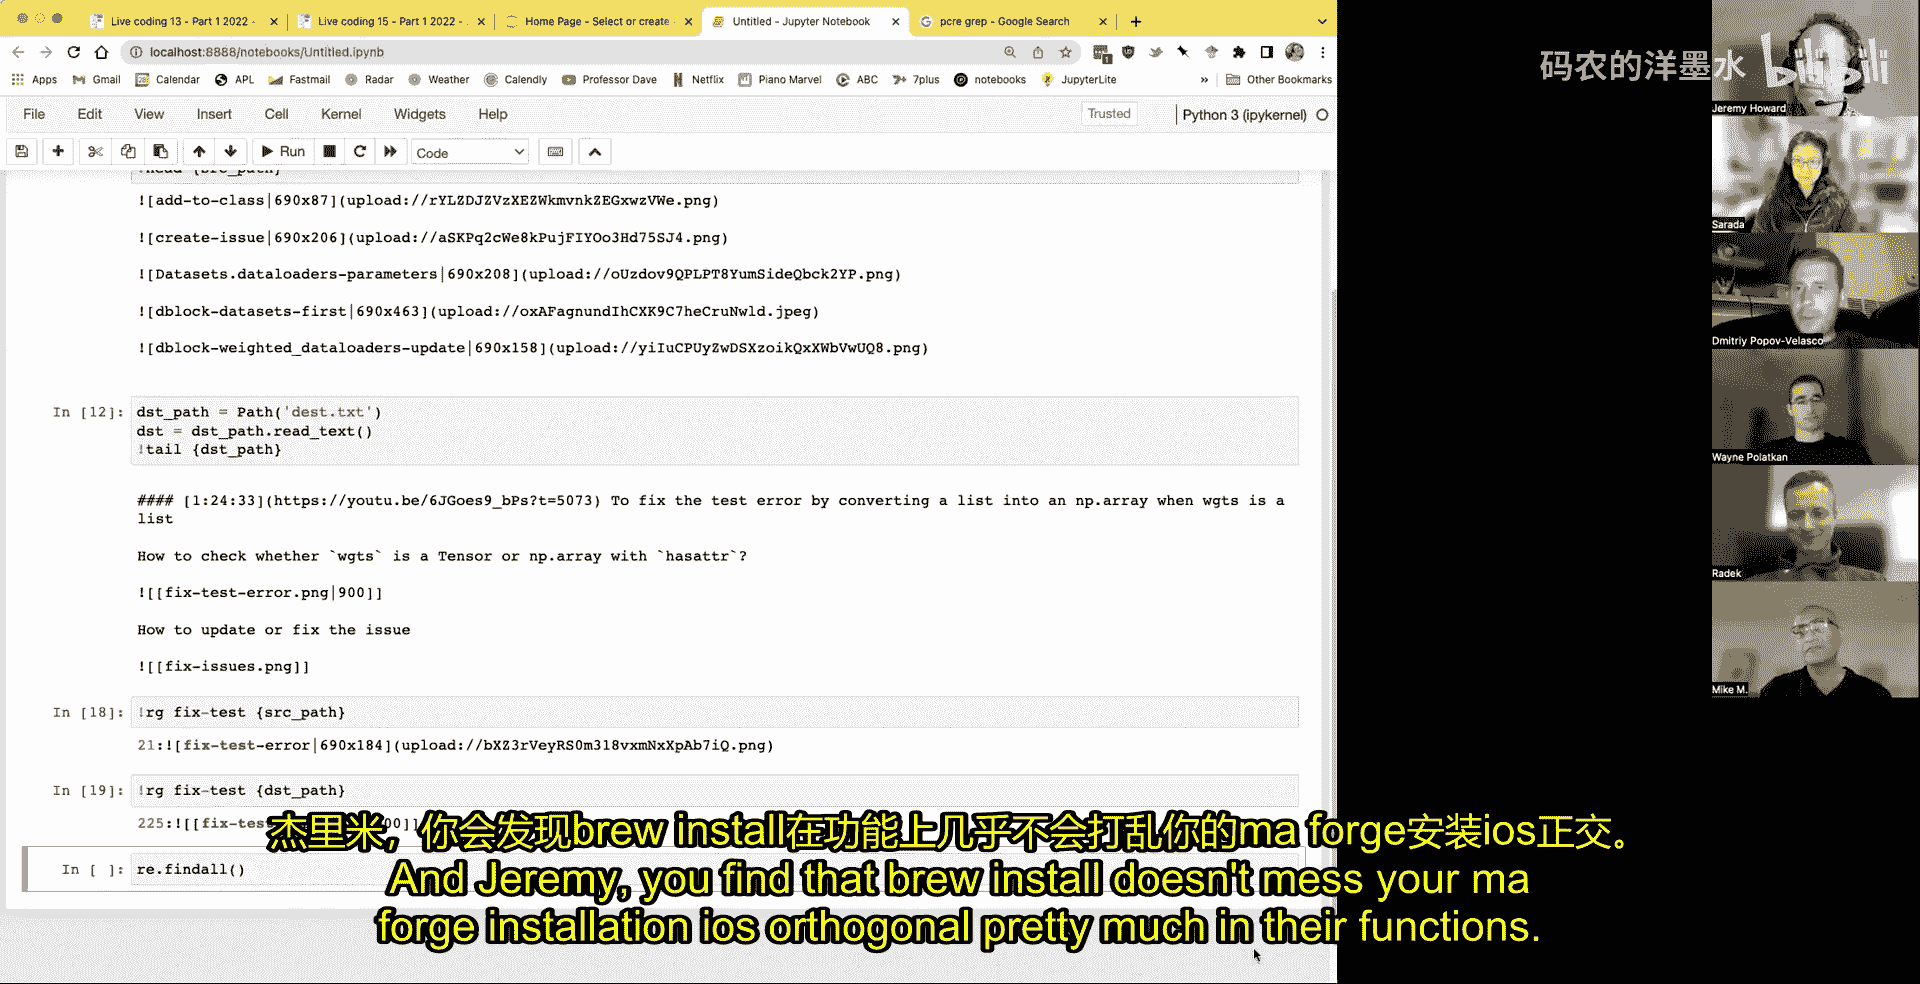 Live coding 13 - Part 1 2022 -
Live coding 15 - Part 1 2022 -
Home Page - Select or create
Untitled - Jupyter Notebook
pcre grep - Google Search
localhost:8888/notebooks/Untitled.ipynb
Apps Gmail Calendar APL Fastmail Radar Weather Calendly Professor Dave Netflix Piano Marvel ABC 7plus notebooks JupyterLite » Other Bookmarks
File Edit View Insert Cell Kernel Widgets Help Trusted Python 3 (ipykernel)
Run Code
!head {src_path}
![add-to-class|690x87](upload://rYLZDJZVzXEZWkmvnkZEGxwzVWe.png)
![create-issue|690x206](upload://aSKPq2cWe8kPujFIYOo3Hd75SJ4.png)
![Datasets.dataloaders-parameters|690x208](upload://oUzdov9QPLPT8YumSideQbck2YP.png)
![dblock-datasets-first|690x463](upload://oxAFagnundIhCXK9C7heCruNwld.jpeg)
![dblock-weighted_dataloaders-update|690x158](upload://yiIuCPUyZwDSXzoikQxXWbVwUQ8.png)
In [12]: dst_path = Path('dest.txt')
dst = dst_path.read_text()
!tail {dst_path}
#### [1:24:33](https://youtu.be/6JGoes9_bPs?t=5073) To fix the test error by converting a list into an np.array when wgts is a
list
How to check whether `wgts` is a Tensor or np.array with `hasattr`?
![[fix-test-error.png|900]]
How to update or fix the issue
![[fix-issues.png]]
In [18]: !rg fix-test {src_path}
21:![fix-test-error|690x184](upload://bXZ3rVeyRS0m318vxmNxXpAb7iQ.png)
In [19]: !rg fix-test {dst_path}
225:![[fix-tes 00]]
In [ ]: re.findall()
杰里米，你会发现brew install在功能上几乎不会打乱你的ma forge安装ios正交。
And Jeremy, you find that brew install doesn't mess your ma
forge installation ios orthogonal pretty much in their functions.
码农的洋墨水 bilibili
Jeremy Howard
Sarada
Dmitriy Popov-Velasco
Wayne Polatkan
Radek
Mike M.